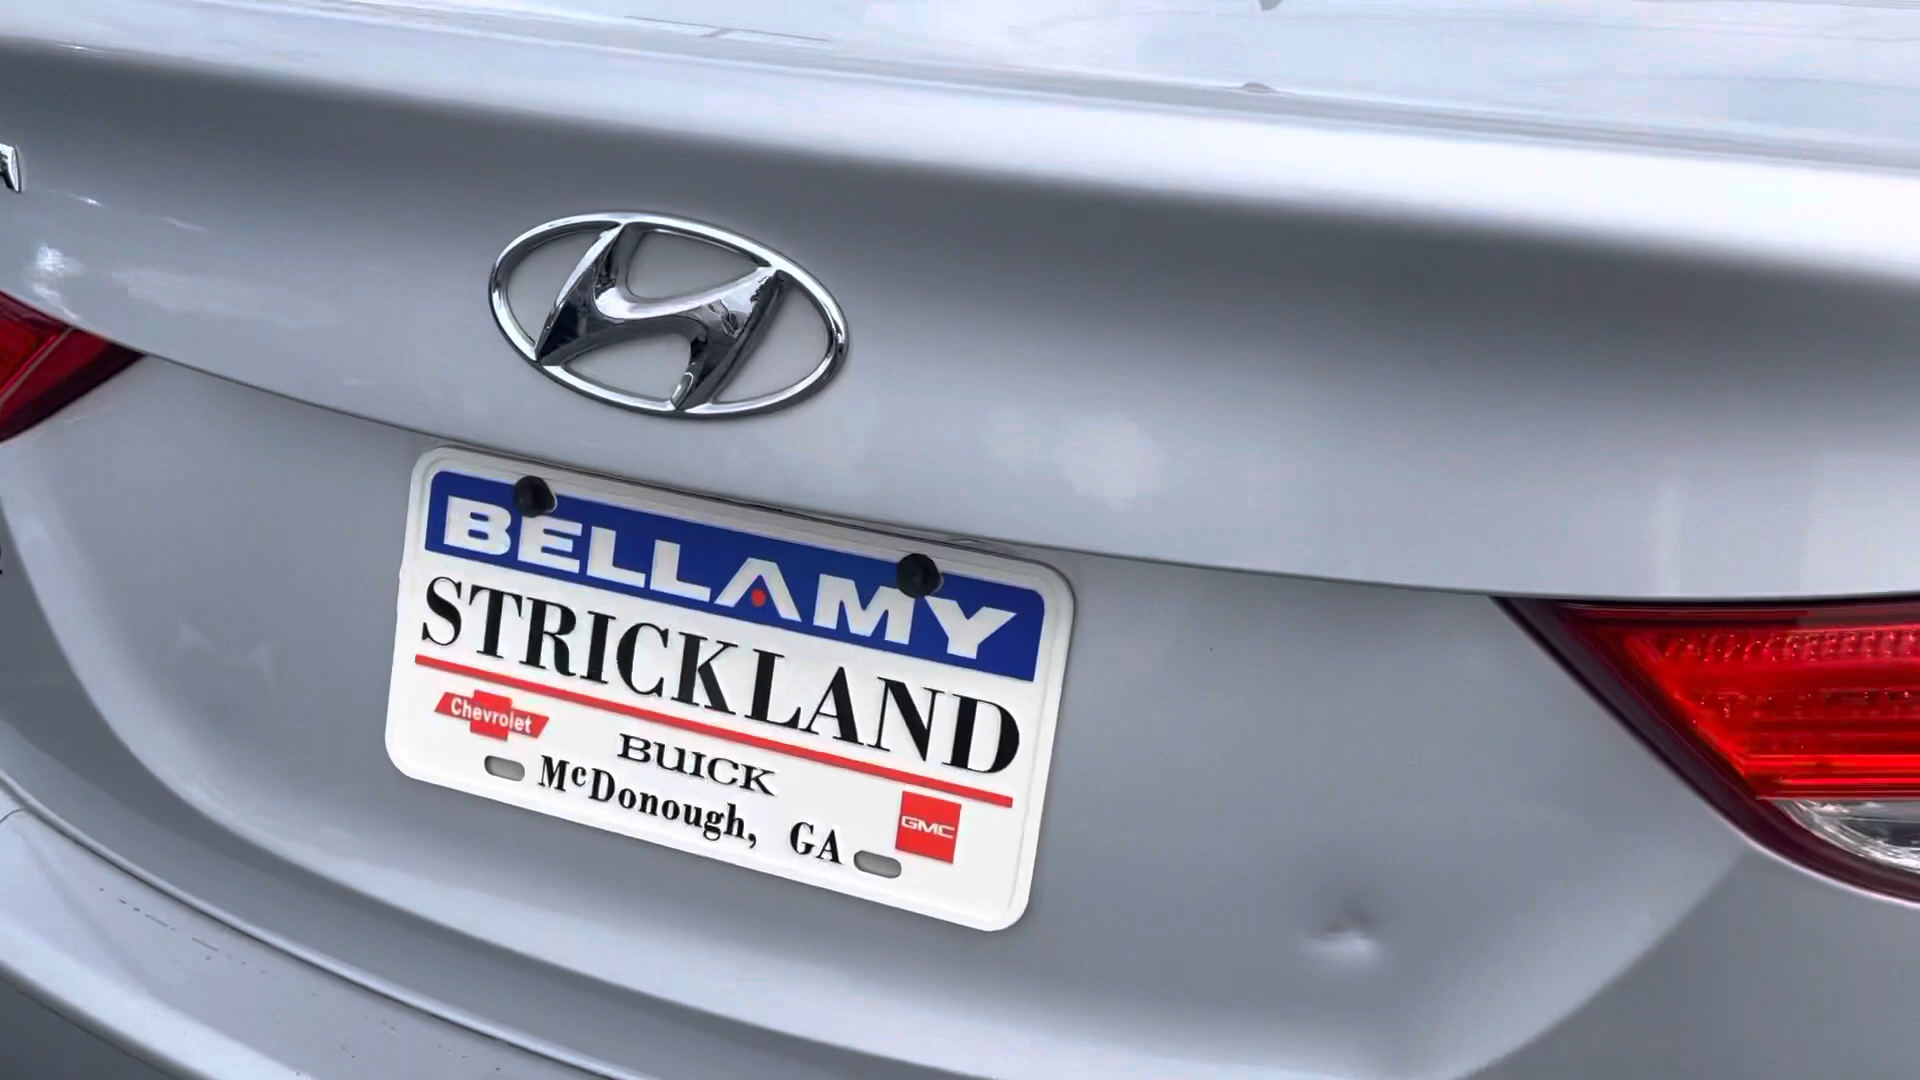 BELLAMY
STRICKLAND
Chevrolet
BUICK
McDonough, GA
GMC